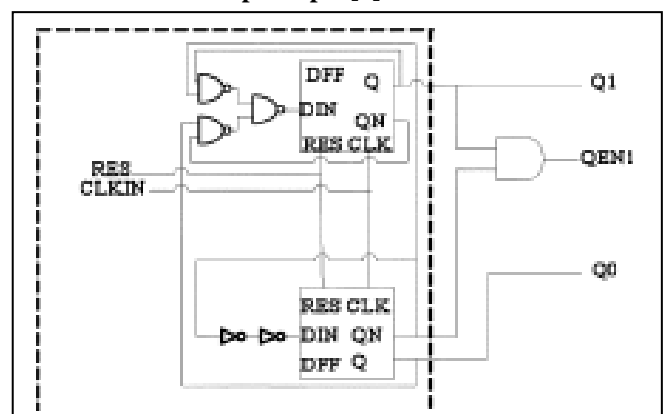 DFF Q
Q1
DIN
QN
RES CLK
QEN1
RES
CLKIN
Q0
RES CLK
DIN QN
DFF Q